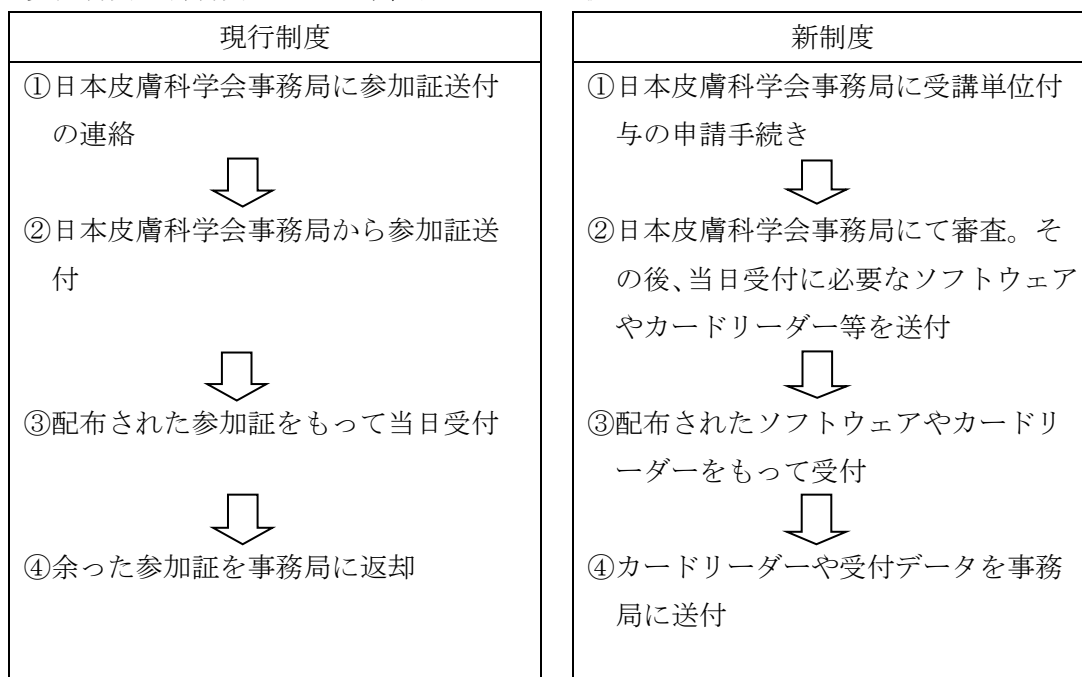 現行制度
①日本皮膚科学会事務局に参加証送付
の連絡
②日本皮膚科学会事務局から参加証送
付
③配布された参加証をもって当日受付
④余った参加証を事務局に返却
新制度
①日本皮膚科学会事務局に受講単位付
与の申請手続き
②日本皮膚科学会事務局にて審査。そ
の後、当日受付に必要なソフトウェア
やカードリーダー等を送付
③配布されたソフトウェアやカードリ
ーダーをもって受付
④カードリーダーや受付データを事務
局に送付